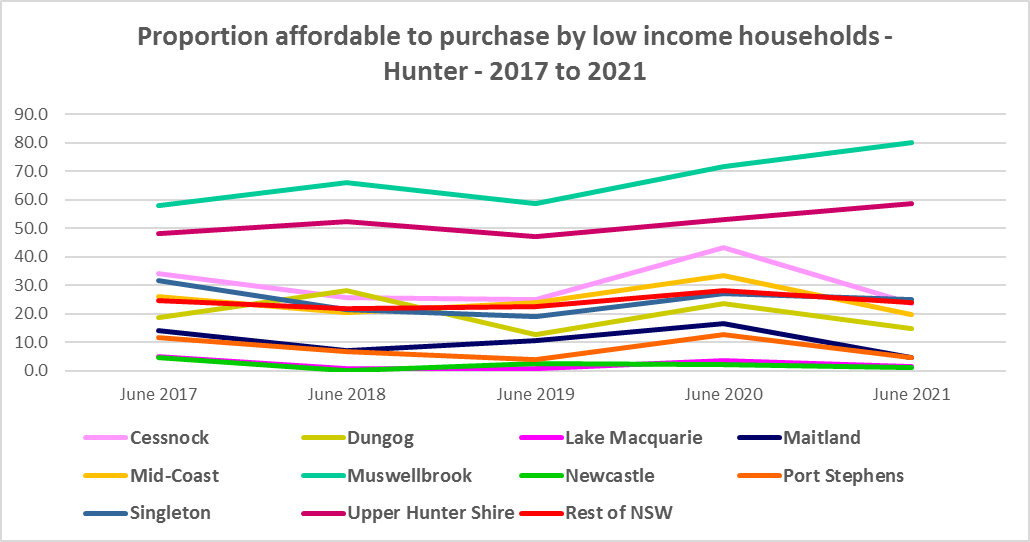 Proportion affordable to purchase by low income households -
Hunter - 2017 to 2021
90.0
80.0
70.0
60.0
50.0
40.0
30.0
20.0
10.0
0.0
June 2017 June 2018 June 2019 June 2020 June 2021
Cessnock Dungog Lake Macquarie Maitland
Mid-Coast Muswellbrook Newcastle Port Stephens
Singleton Upper Hunter Shire Rest of NSW